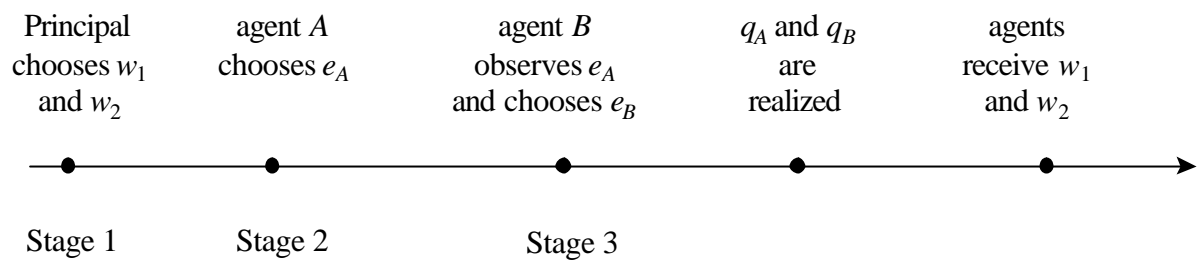 Principal
chooses w1
and w2
agent A
chooses eA
agent B
observes eA
and chooses eB
qA and qB
are
realized
agents
receive w1
and w2
Stage 1
Stage 2
Stage 3